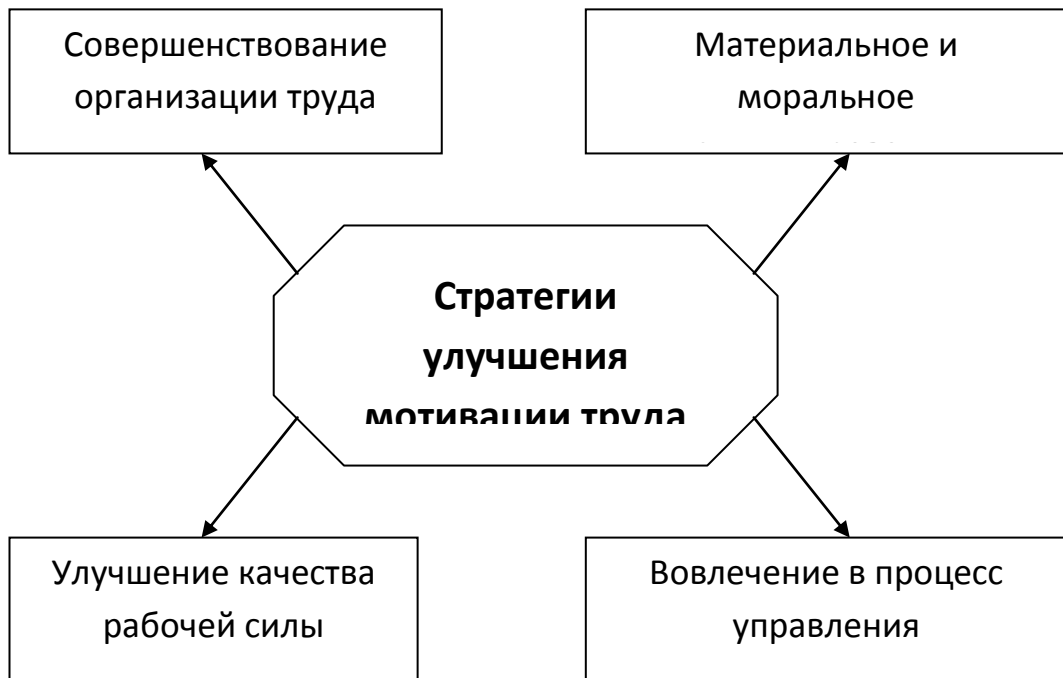 Совершенствование
организации труда
Материальное и
моральное
Стратегии
улучшения
мотивации труда
Улучшение качества
рабочей силы
Вовлечение в процесс
управления